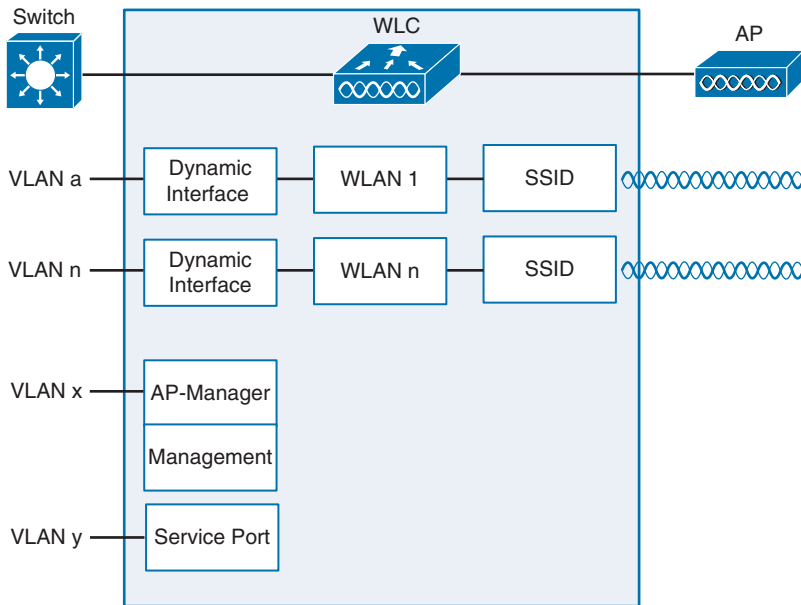 Switch
WLC
AP
VLAN a
Dynamic
Interface
WLAN 1
SSID
VLAN n
Dynamic
Interface
WLAN n
SSID
VLAN x
AP-Manager
Management
VLAN y
Service Port